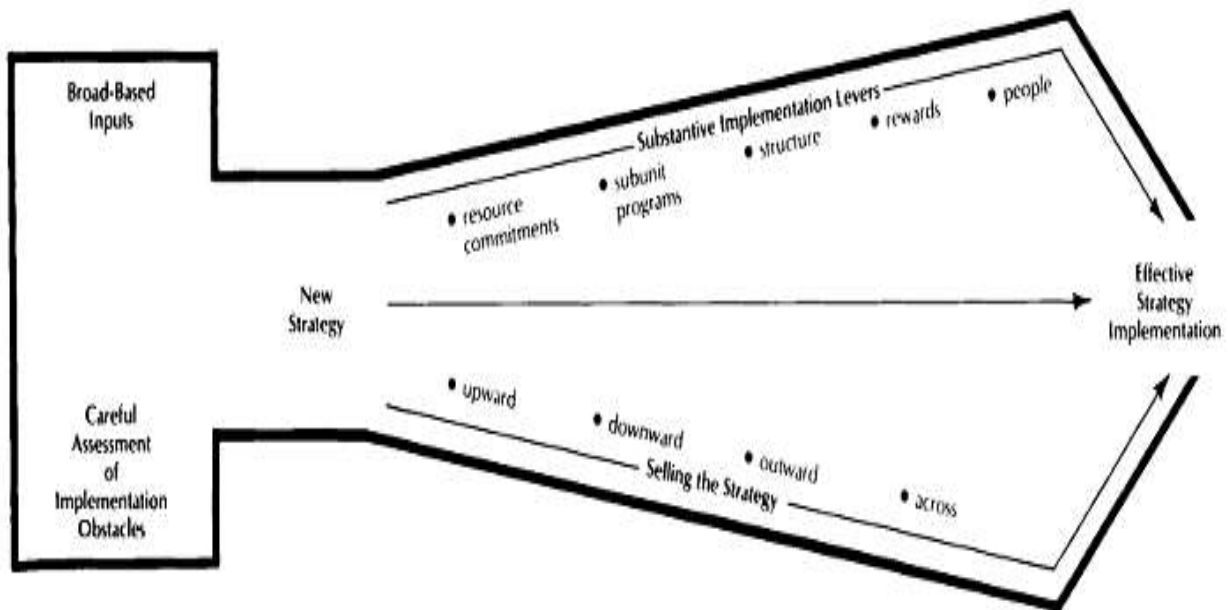 Broad-Based
Inputs
Careful
Assessment
of
Implementation
Obstacles
New
Strategy
Substantive Implementation Levers
• resource
commitments
• subunit
programs
• structure
• rewards
• people
• upward
• downward
• outward
• across
Selling the Strategy
Effective
Strategy
Implementation